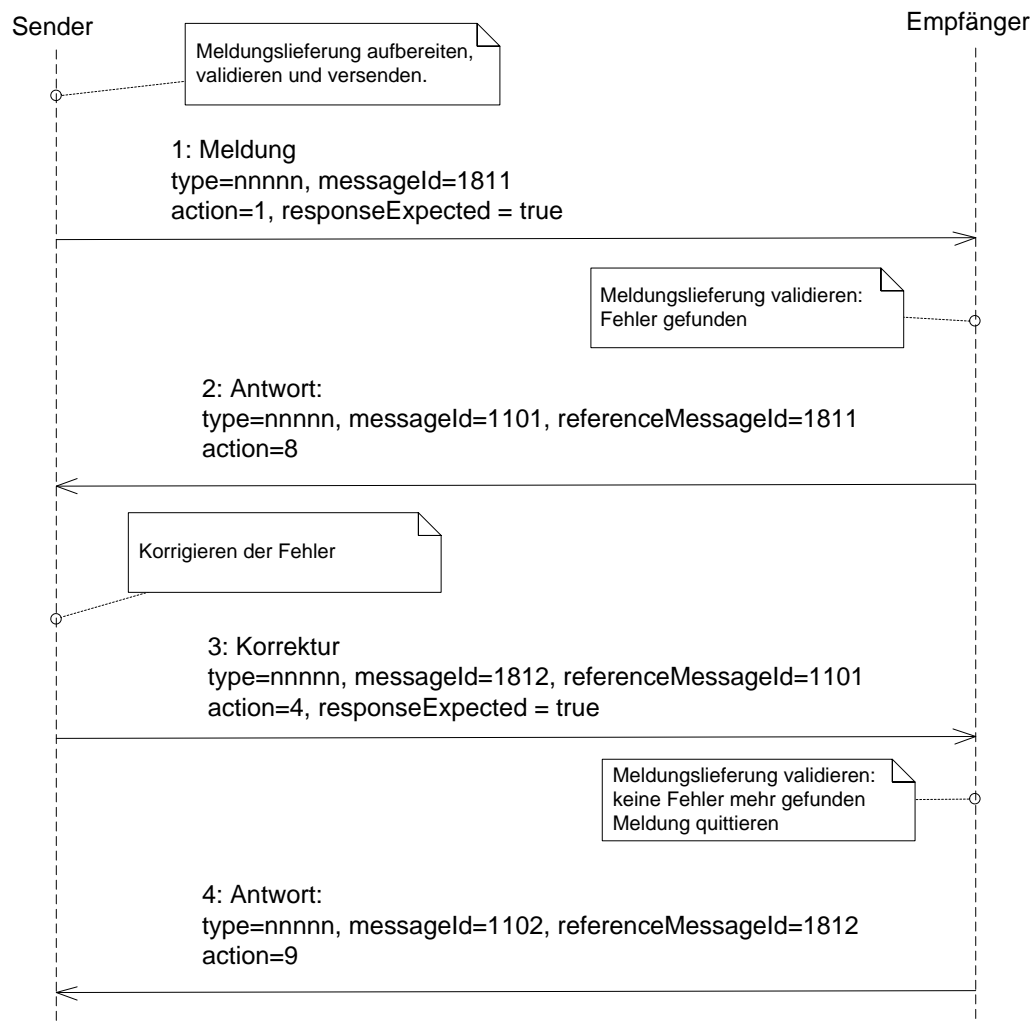 Sender
Empfänger
Meldungslieferung aufbereiten,
validieren und versenden.
1: Meldung
type=nnnnn, messageId=1811
action=1, responseExpected = true
Meldungslieferung validieren:
Fehler gefunden
2: Antwort:
type=nnnnn, messageId=1101, referenceMessageId=1811
action=8
Korrigieren der Fehler
3: Korrektur
type=nnnnn, messageId=1812, referenceMessageId=1101
action=4, responseExpected = true
Meldungslieferung validieren:
keine Fehler mehr gefunden
Meldung quittieren
4: Antwort:
type=nnnnn, messageId=1102, referenceMessageId=1812
action=9